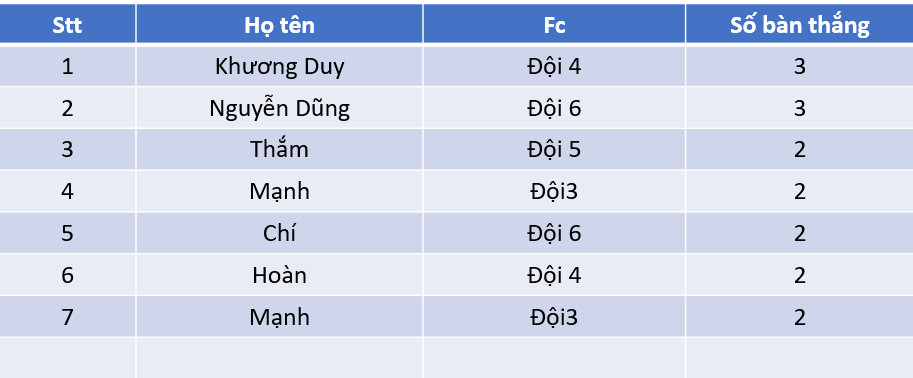 Stt Họ tên Fc Số bàn thắng
1 Khương Duy Đội 4 3
2 Nguyễn Dũng Đội 6 3
3 Thắm Đội 5 2
4 Mạnh Đội3 2
5 Chí Đội 6 2
6 Hoàn Đội 4 2
7 Mạnh Đội3 2